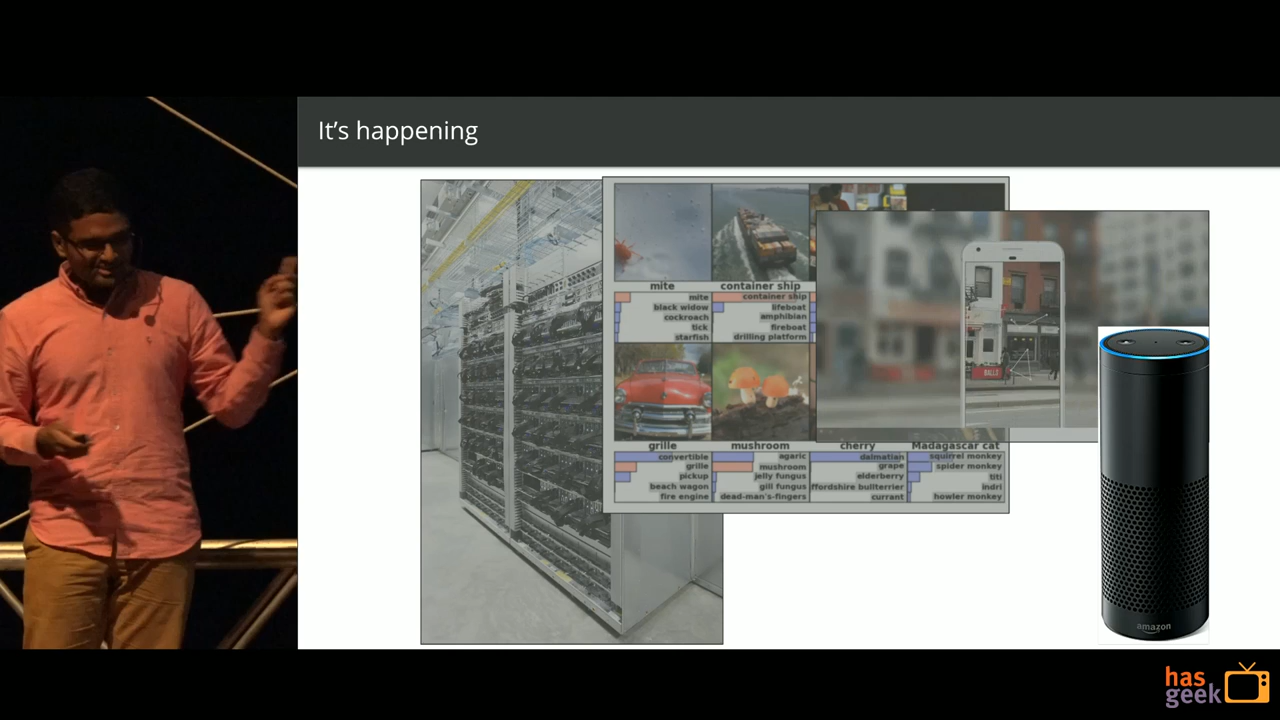 It's happening
mite
container ship
mite
black widow
cockroach
tick
starfish
container ship
lifeboat
amphibian
fireboat
drilling platform
BALLS
grille
mushroom
cherry
Madagascar cat
convertible
grille
pickup
beach wagon
fire engine
agaric
mushroom
jelly fungus
gill fungus
dead-man's-fingers
dalmatian
grape
elderberry
ffordshire bullterrier
currant
squirrel monkey
spider monkey
titi
indri
howler monkey
amazon
has
geek